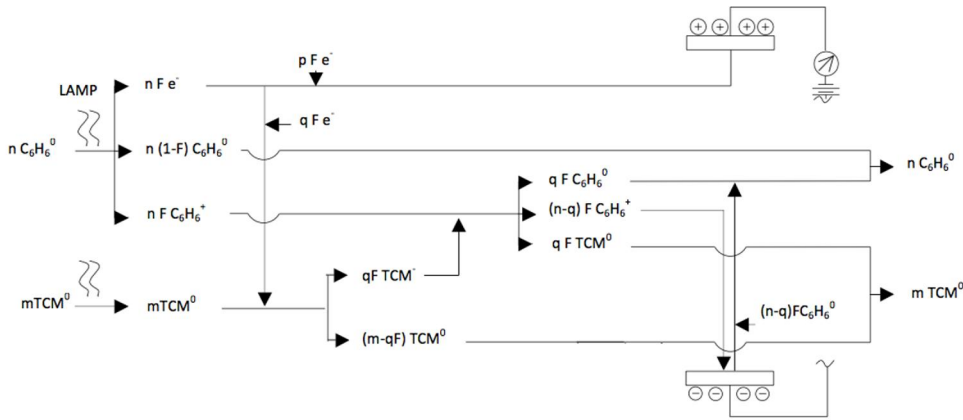 p F e⁻
LAMP
n F e⁻
q F e⁻
n C₆H₆⁰
n (1-F) C₆H₆⁰
n C₆H₆⁰
q F C₆H₆⁰
n F C₆H₆⁺
(n-q) F C₆H₆⁺
q F TCM⁰
qF TCM⁻
mTCM⁰
mTCM⁰
m TCM⁰
(n-q)FC₆H₆⁰
(m-qF) TCM⁰